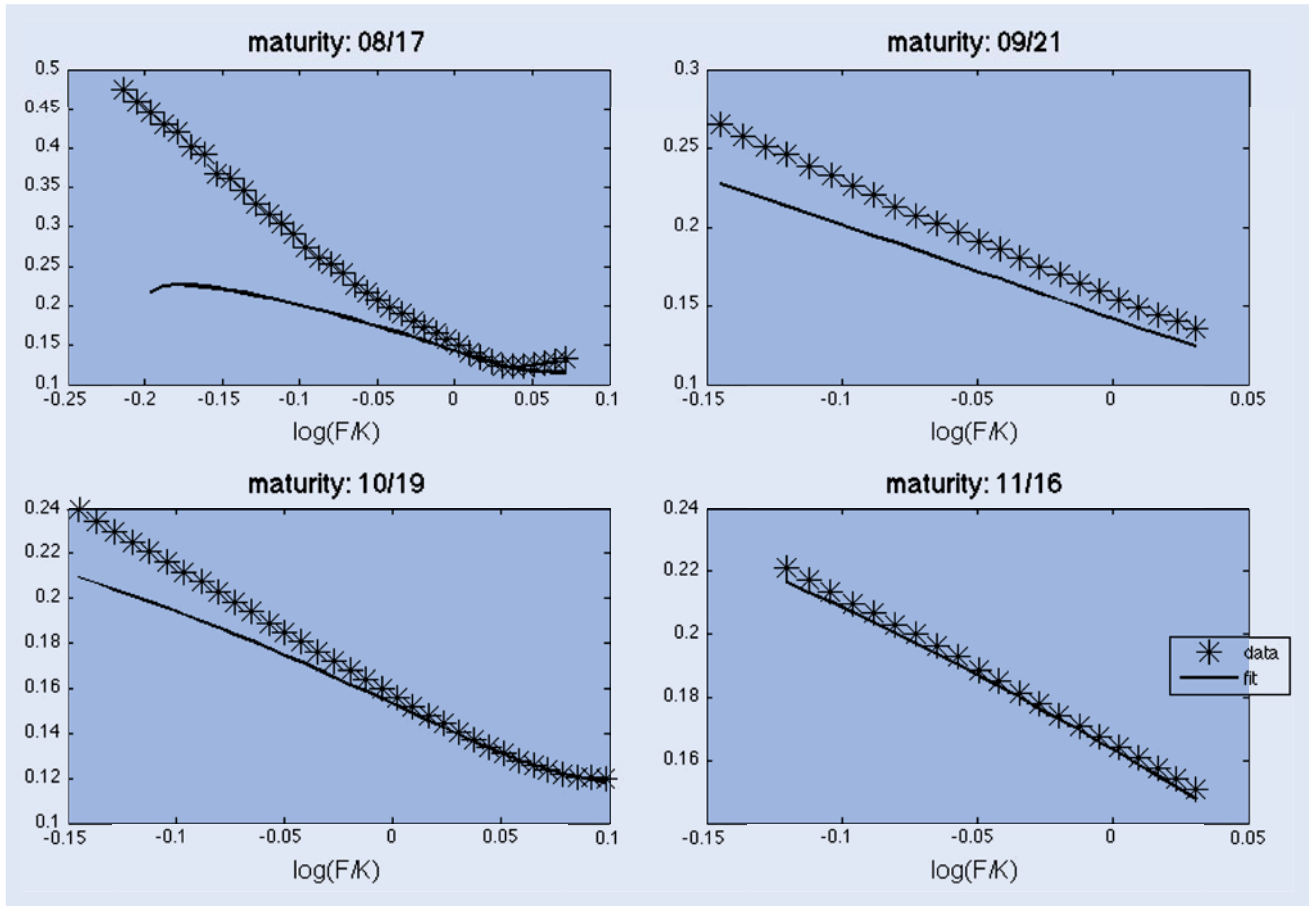 maturity: 08/17
0.5
0.45
0.4
0.35
0.3
0.25
0.2
0.15
0.1
-0.25 -0.2 -0.15 -0.1 -0.05 0 0.05 0.1
log(F/K)
maturity: 09/21
0.3
0.25
0.2
0.15
0.1
-0.15 -0.1 -0.05 0 0.05
log(F/K)
maturity: 10/19
0.24
0.22
0.2
0.18
0.16
0.14
0.12
0.1
-0.15 -0.1 -0.05 0 0.05 0.1
log(F/K)
maturity: 11/16
0.24
0.22
0.2
0.18
0.16
-0.15 -0.1 -0.05 0 0.05
log(F/K)
data
fit